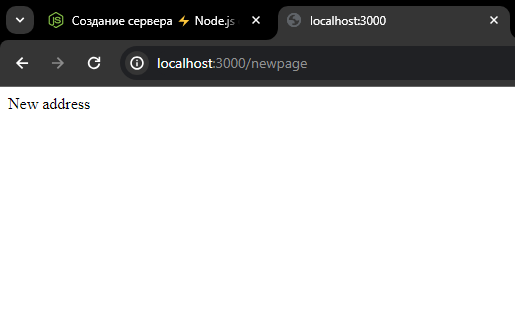 Создание сервера ⚡ Node.js
localhost:3000
localhost:3000/newpage
New address